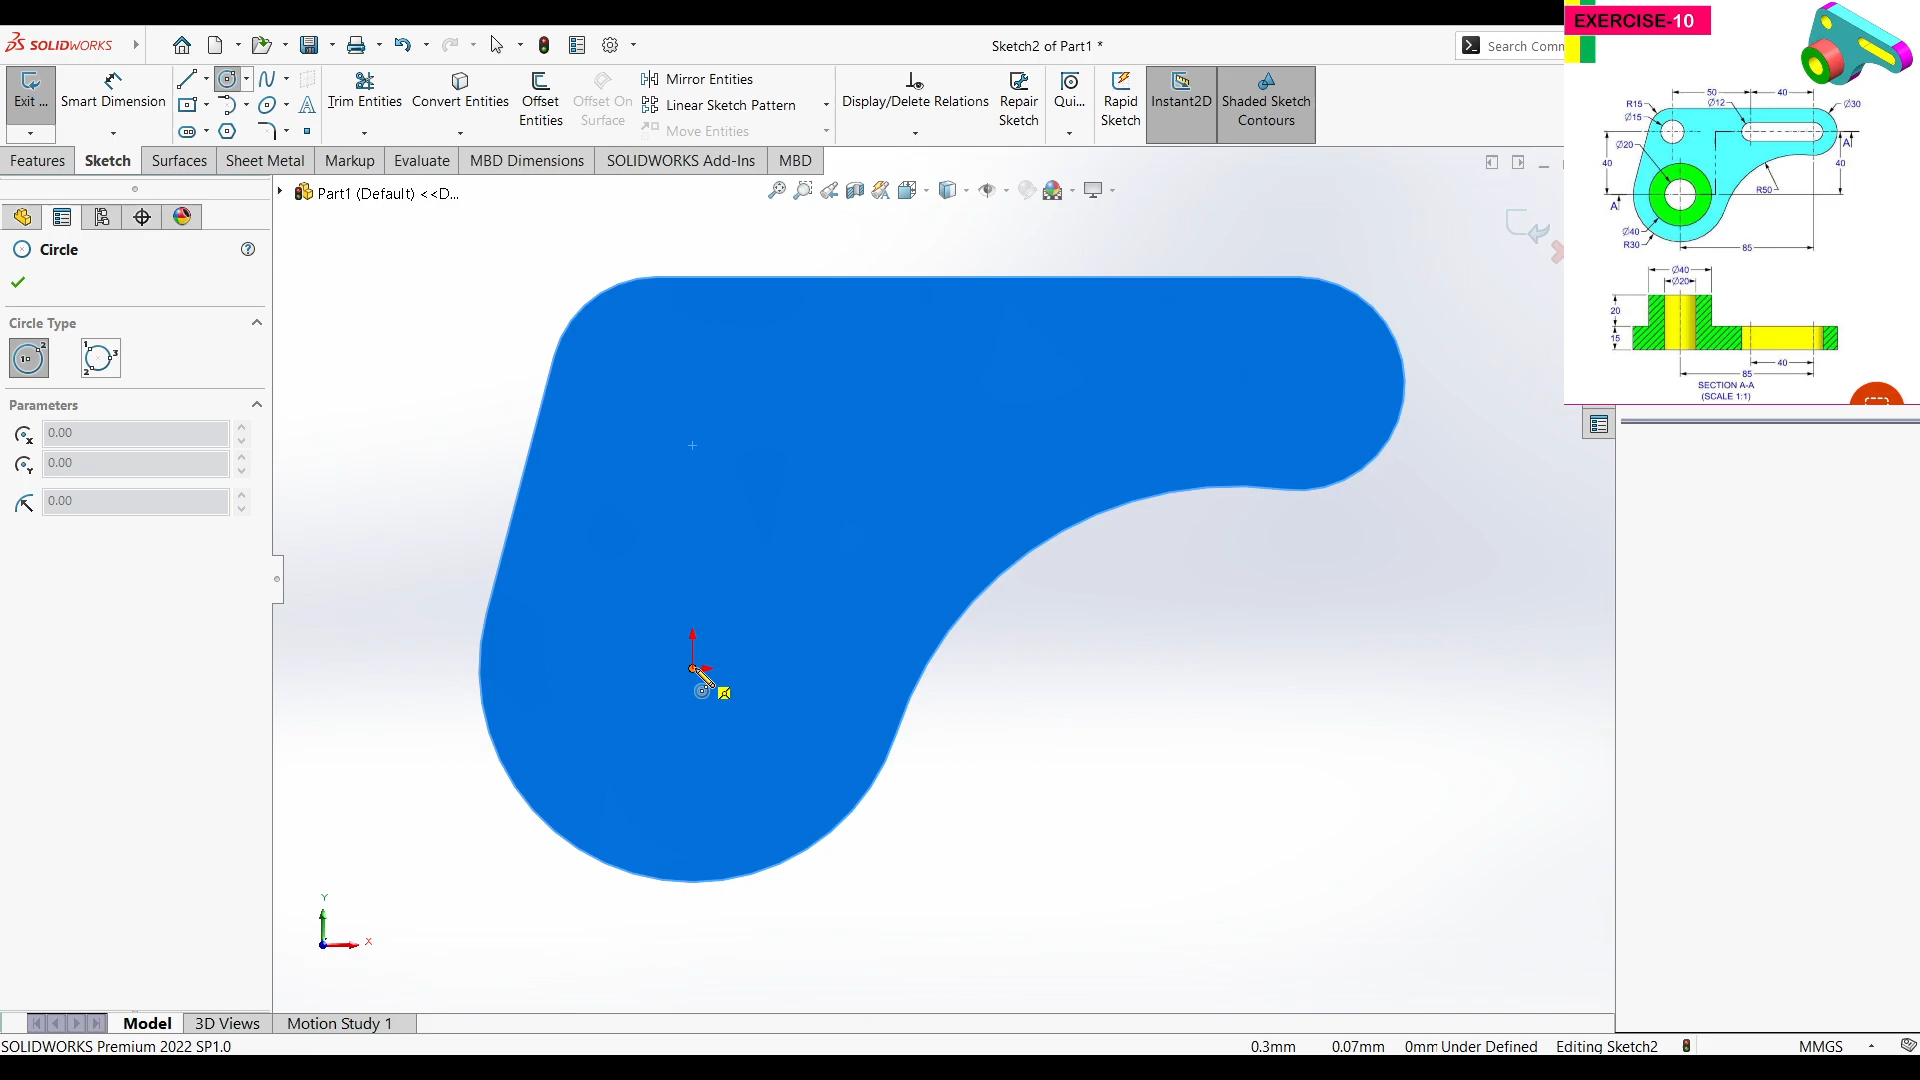 SOLIDWORKS
Sketch2 of Part1 *
Search Comm
EXERCISE-10
Exit ...
Smart Dimension
Trim Entities
Convert Entities
Offset Entities
Offset On Surface
Mirror Entities
Linear Sketch Pattern
Move Entities
Display/Delete Relations
Repair Sketch
Qui...
Rapid Sketch
Instant2D
Shaded Sketch Contours
Features
Sketch
Surfaces
Sheet Metal
Markup
Evaluate
MBD Dimensions
SOLIDWORKS Add-Ins
MBD
Part1 (Default) <<D...
Circle
Circle Type
Parameters
0.00
0.00
0.00
50
40
R15
Ø12
Ø30
Ø15
Ø20
A
40
40
R50
A
Ø40
R30
85
Ø40
Ø20
20
15
40
85
SECTION A-A
(SCALE 1:1)
Y
X
Model
3D Views
Motion Study 1
SOLIDWORKS Premium 2022 SP1.0
0.3mm
0.07mm
0mm
Under Defined
Editing Sketch2
MMGS